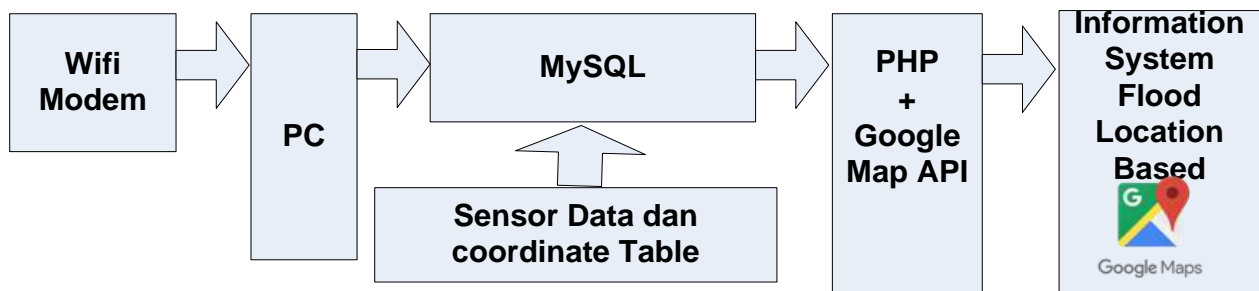 Wifi
Modem
PC
MySQL
Sensor Data dan
coordinate Table
PHP
+
Google
Map API
Information
System
Flood
Location
Based
G
Google Maps